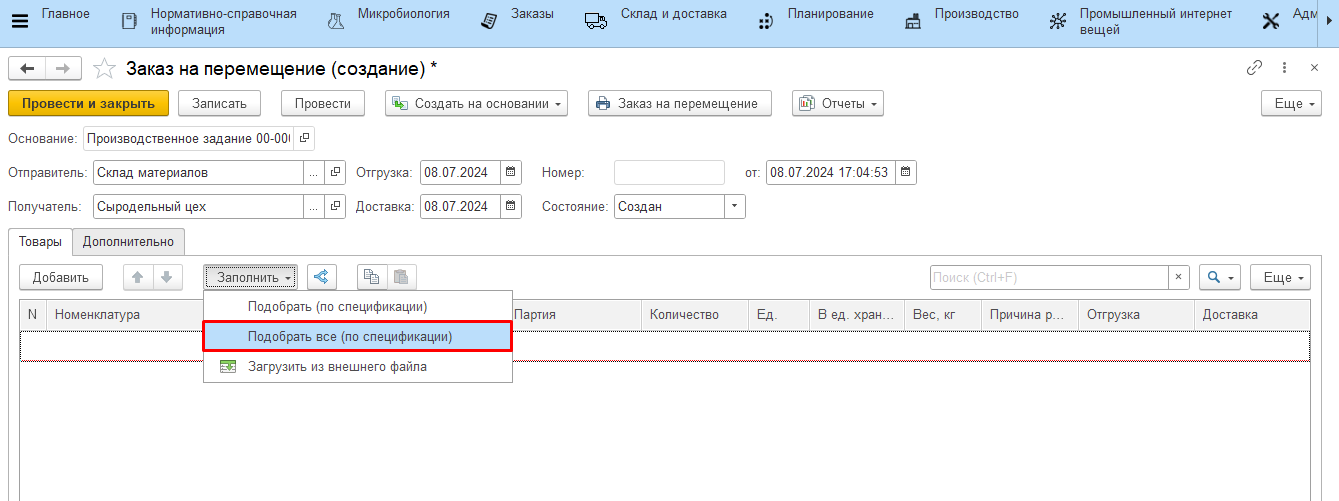 Главное
Нормативно-справочная
информация
Микробиология
Заказы
Склад и доставка
Планирование
Производство
Промышленный интернет
вещей
Адм
Заказ на перемещение (создание) *
Провести и закрыть
Записать
Провести
Создать на основании
Заказ на перемещение
Отчеты
Еще
Основание: Производственное задание 00-00
Отправитель: Склад материалов ... Отгрузка: 08.07.2024 Номер: от: 08.07.2024 17:04:53
Получатель: Сыродельный цех ... Доставка: 08.07.2024 Состояние: Создан
Товары Дополнительно
Добавить Заполнить Поиск (Ctrl+F) × Еще
N Номенклатура Партия Количество Ед. В ед. хран... Вес, кг Причина р... Отгрузка Доставка
Подобрать (по спецификации)
Подобрать все (по спецификации)
Загрузить из внешнего файла